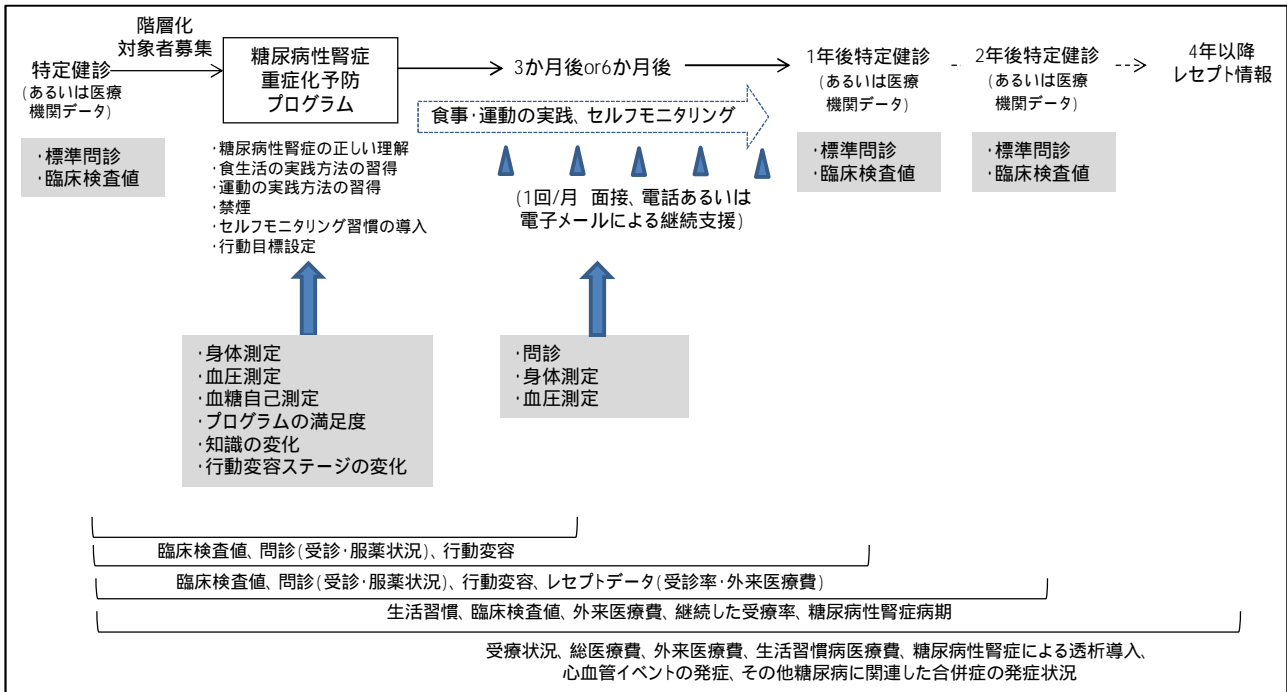 階層化
対象者募集
特定健診
(あるいは医療
機関データ)
糖尿病性腎症
重症化予防
プログラム
3か月後or6か月後
1年後特定健診
(あるいは医療
機関データ)
2年後特定健診
(あるいは医療
機関データ)
4年以降
レセプト情報
食事・運動の実践、セルフモニタリング
・標準問診
・臨床検査値
・糖尿病性腎症の正しい理解
・食生活の実践方法の習得
・運動の実践方法の習得
・禁煙
・セルフモニタリング習慣の導入
・行動目標設定
(1回/月 面接、電話あるいは
電子メールによる継続支援)
・標準問診
・臨床検査値
・標準問診
・臨床検査値
・身体測定
・血圧測定
・血糖自己測定
・プログラムの満足度
・知識の変化
・行動変容ステージの変化
・問診
・身体測定
・血圧測定
臨床検査値、問診(受診・服薬状況)、行動変容
臨床検査値、問診(受診・服薬状況)、行動変容、レセプトデータ(受診率・外来医療費)
生活習慣、臨床検査値、外来医療費、継続した受療率、糖尿病性腎症病期
受療状況、総医療費、外来医療費、生活習慣病医療費、糖尿病性腎症による透析導入、
心血管イベントの発症、その他糖尿病に関連した合併症の発症状況